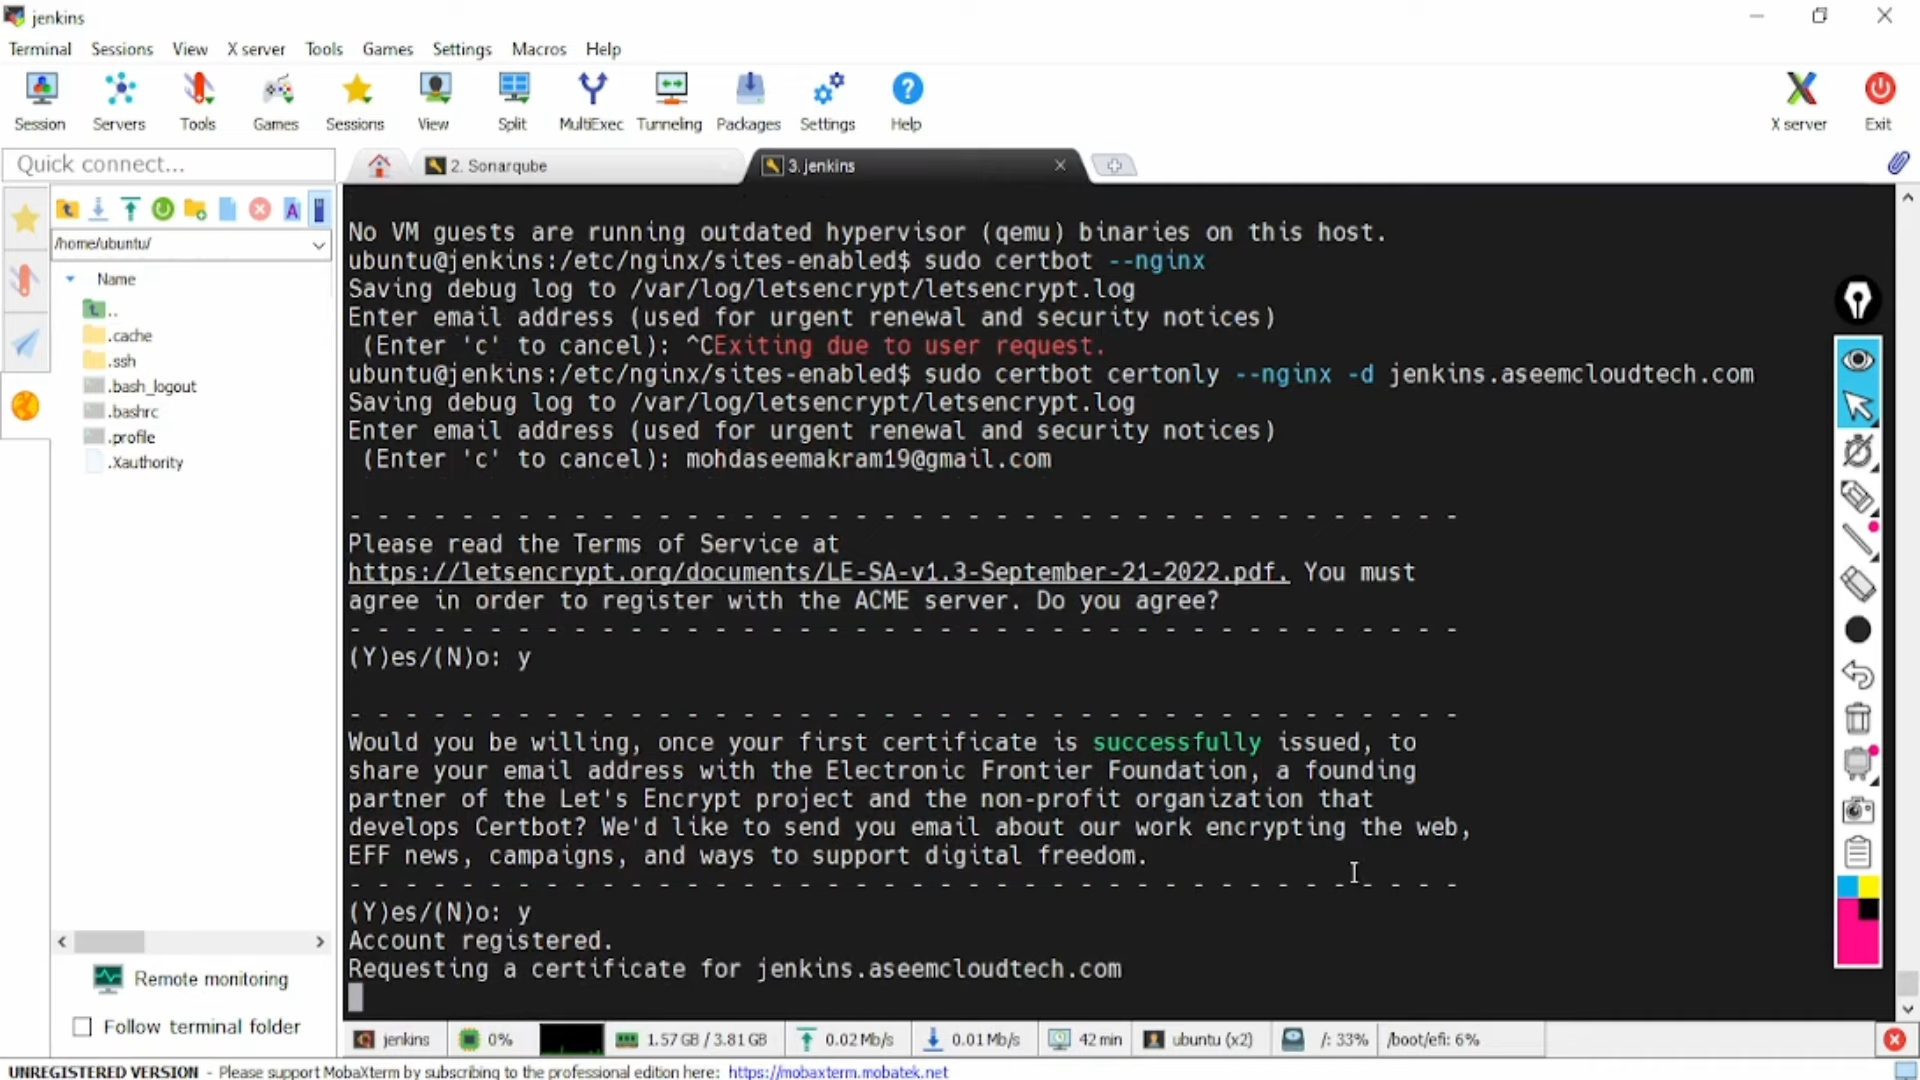 jenkins
Terminal Sessions View X server Tools Games Settings Macros Help
Session Servers Tools Games Sessions View Split MultiExec Tunneling Packages Settings Help X server Exit
Quick connect...
2. Sonarqube
3. jenkins
/home/ubuntu/
Name
..
.cache
.ssh
.bash_logout
.bashrc
.profile
.Xauthority
No VM guests are running outdated hypervisor (qemu) binaries on this host.
ubuntu@jenkins:/etc/nginx/sites-enabled$ sudo certbot --nginx
Saving debug log to /var/log/letsencrypt/letsencrypt.log
Enter email address (used for urgent renewal and security notices)
(Enter 'c' to cancel): ^CExiting due to user request.
ubuntu@jenkins:/etc/nginx/sites-enabled$ sudo certbot certonly --nginx -d jenkins.aseemcloudtech.com
Saving debug log to /var/log/letsencrypt/letsencrypt.log
Enter email address (used for urgent renewal and security notices)
(Enter 'c' to cancel): mohdaseemakram19@gmail.com
- - - - - - - - - - - - - - - - - - - - - - - - - - - - - - - - - - - - - - - -
Please read the Terms of Service at
https://letsencrypt.org/documents/LE-SA-v1.3-September-21-2022.pdf. You must
agree in order to register with the ACME server. Do you agree?
- - - - - - - - - - - - - - - - - - - - - - - - - - - - - - - - - - - - - - - -
(Y)es/(N)o: y
- - - - - - - - - - - - - - - - - - - - - - - - - - - - - - - - - - - - - - - -
Would you be willing, once your first certificate is successfully issued, to
share your email address with the Electronic Frontier Foundation, a founding
partner of the Let's Encrypt project and the non-profit organization that
develops Certbot? We'd like to send you email about our work encrypting the web,
EFF news, campaigns, and ways to support digital freedom.
- - - - - - - - - - - - - - - - - - - - - - - - - - - - - - - - - - - - - - - -
(Y)es/(N)o: y
Account registered.
Requesting a certificate for jenkins.aseemcloudtech.com
Remote monitoring
Follow terminal folder
jenkins 0% 1.57 GB / 3.81 GB 0.02 Mb/s 0.01 Mb/s 42 min ubuntu (x2) /: 33% /boot/efi: 6%
UNREGISTERED VERSION - Please support MobaXterm by subscribing to the professional edition here: https://mobaxterm.mobatek.net